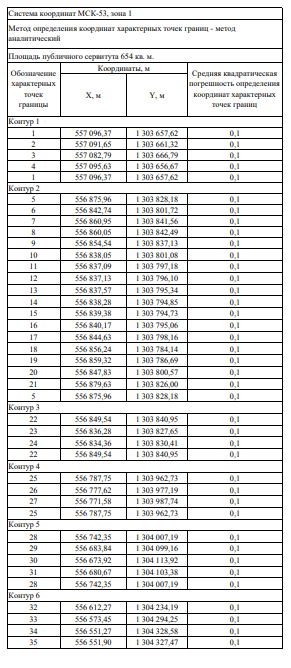 Система координат МСК-53, зона 1
Метод определения координат характерных точек границ - метод
аналитический
Площадь публичного сервитута 654 кв. м.
Обозначение характерных точек границы | Координаты, м | Средняя квадратическая погрешность определения координат характерных точек границ
X, м | Y, м
Контур 1
1 557 096,37 1 303 657,62 0,1
2 557 091,65 1 303 661,32 0,1
3 557 082,79 1 303 666,79 0,1
4 557 095,63 1 303 656,67 0,1
1 557 096,37 1 303 657,62 0,1
Контур 2
5 556 875,96 1 303 828,18 0,1
6 556 842,74 1 303 801,72 0,1
7 556 860,95 1 303 841,56 0,1
8 556 860,05 1 303 842,49 0,1
9 556 854,54 1 303 837,13 0,1
10 556 838,05 1 303 801,08 0,1
11 556 837,09 1 303 797,18 0,1
12 556 837,13 1 303 796,10 0,1
13 556 837,57 1 303 795,34 0,1
14 556 838,28 1 303 794,85 0,1
15 556 839,38 1 303 794,73 0,1
16 556 840,17 1 303 795,06 0,1
17 556 844,63 1 303 798,16 0,1
18 556 856,24 1 303 784,14 0,1
19 556 859,32 1 303 786,69 0,1
20 556 847,83 1 303 800,57 0,1
21 556 879,63 1 303 826,00 0,1
5 556 875,96 1 303 828,18 0,1
Контур 3
22 556 849,54 1 303 840,95 0,1
23 556 836,28 1 303 827,65 0,1
24 556 834,36 1 303 830,41 0,1
22 556 849,54 1 303 840,95 0,1
Контур 4
25 556 787,75 1 303 962,73 0,1
26 556 777,62 1 303 977,19 0,1
27 556 771,58 1 303 987,74 0,1
25 556 787,75 1 303 962,73 0,1
Контур 5
28 556 742,35 1 304 007,19 0,1
29 556 683,84 1 304 099,16 0,1
30 556 673,92 1 304 113,92 0,1
31 556 680,67 1 304 103,38 0,1
28 556 742,35 1 304 007,19 0,1
Контур 6
32 556 612,27 1 304 234,19 0,1
33 556 573,45 1 304 294,25 0,1
34 556 551,27 1 304 328,58 0,1
35 556 551,90 1 304 327,47 0,1